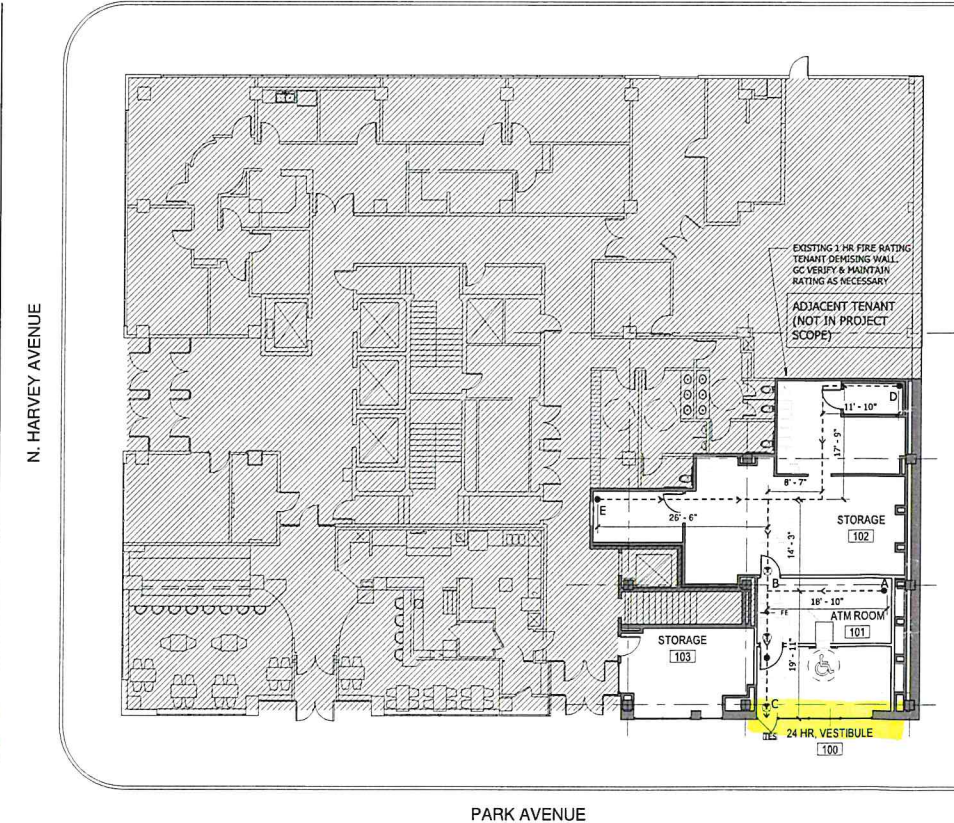 N. HARVEY AVENUE
EXISTING 1 HR FIRE RATING
TENANT DEMISING WALL.
GC VERIFY & MAINTAIN
RATING AS NECESSARY
ADJACENT TENANT
(NOT IN PROJECT
SCOPE)
D
11' - 10"
17' - 9"
8' - 7"
E
26' - 6"
STORAGE
102
14' - 3"
B
A
18' - 10"
FE
ATM ROOM
101
STORAGE
103
19' - 11"
C
24 HR. VESTIBULE
100
PARK AVENUE